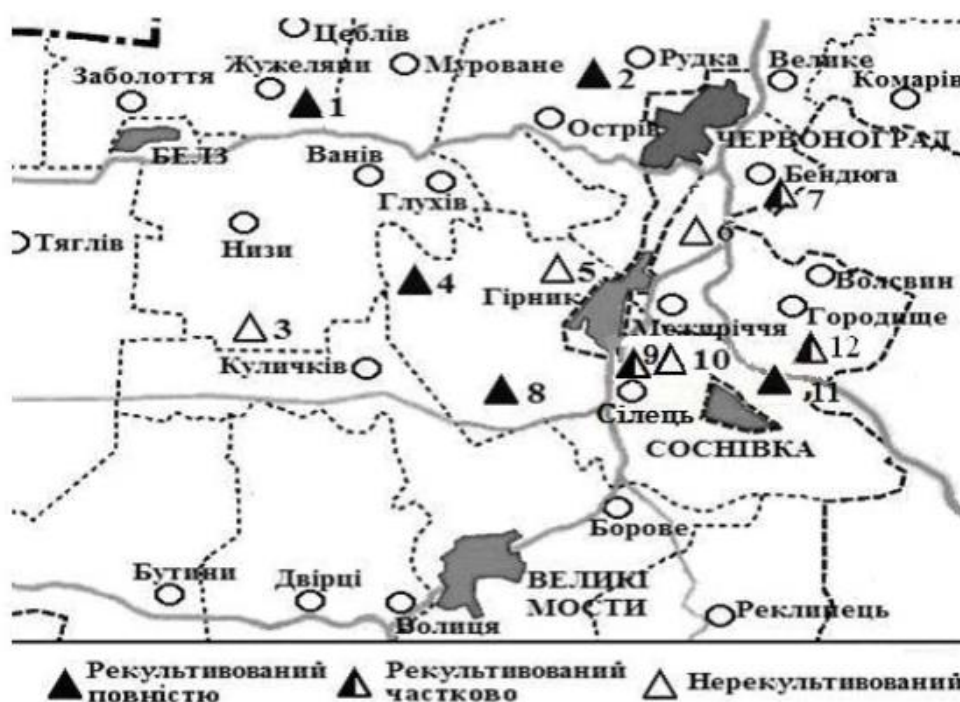 Цеблів
Жужеляни
Муроване
Рудка
Велике
Заболоття
Комарів
1
2
Острів
БЕЛЗ
ЧЕРВОНОГРАД
Ванів
Бендюга
Глухів
7
6
Тяглів
Низи
4
5
Волсвин
Гірник
Городище
3
Межиріччя
12
Куличків
9
10
8
11
Сілець
СОСНІВКА
Борове
Бутини
Двірці
ВЕЛИКІ
МОСТИ
Волиця
Реклинець
Рекультивований
повністю
Рекультивований
частково
Нерекультивований